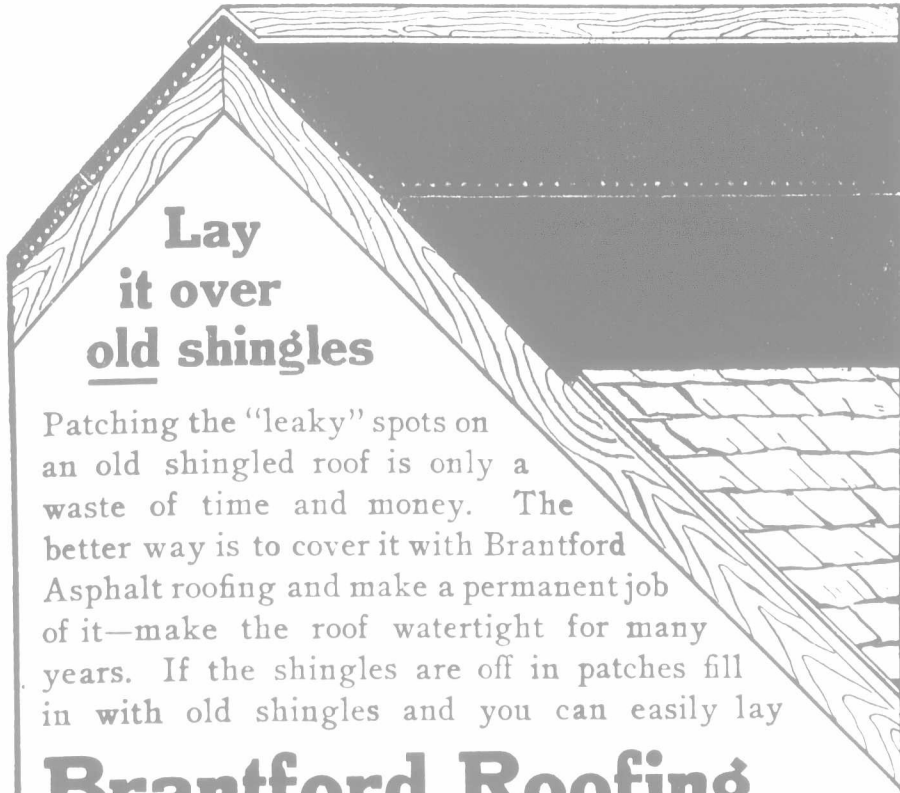 Lay
it over
old shingles
Patching the “leaky” spots on
an old shingled roof is only a
waste of time and money. The
better way is to cover it with Brantford
Asphalt roofing and make a permanent job
of it—make the roof watertight for many
years. If the shingles are off in patches fill
in with old shingles and you can easily lay
Brantford Roofing